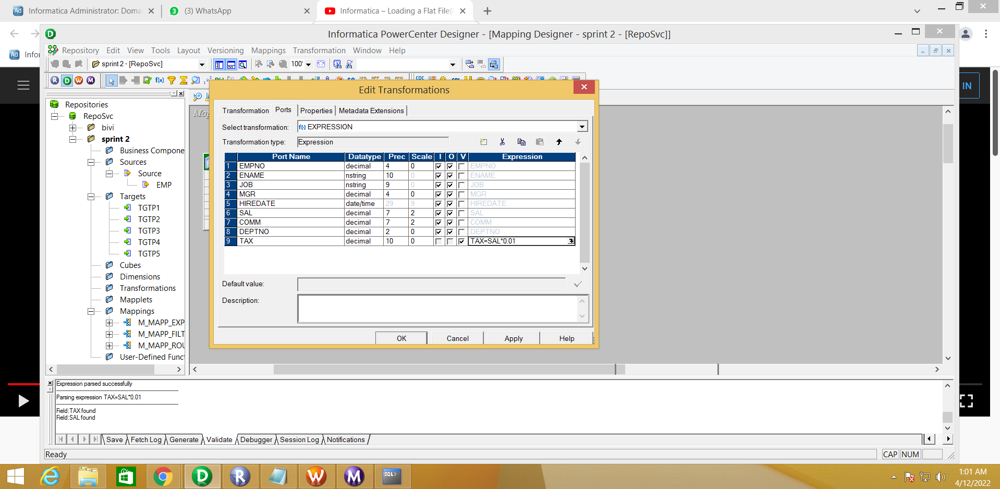 Informatica Administrator: Doma
(3) WhatsApp
Informatica – Loading a Flat File(
Informatica PowerCenter Designer - [Mapping Designer - sprint 2 - [RepoSvc]]
Ad Infor
Repository Edit View Tools Layout Versioning Mappings Transformation Window Help
sprint 2 - [RepoSvc]
100'
IN
Edit Transformations
Repositories
RepoSvc
bivi
sprint 2
Business Compone
Sources
Source
EMP
Targets
TGTP1
TGTP2
TGTP3
TGTP4
TGTP5
Cubes
Dimensions
Transformations
Mapplets
Mappings
M_MAPP_EXP
M_MAPP_FILT
M_MAPP_ROU
User-Defined Funct
Transformation Ports Properties Metadata Extensions
Select transformation: f(x) EXPRESSION
Transformation type: Expression
Port Name Datatype Prec Scale I O V Expression
1 EMPNO decimal 4 0 EMPNO
2 ENAME nstring 10 0 ENAME
3 JOB nstring 9 0 JOB
4 MGR decimal 4 0 MGR
5 HIREDATE date/time 29 9 HIREDATE
6 SAL decimal 7 2 SAL
7 COMM decimal 7 2 COMM
8 DEPTNO decimal 2 0 DEPTNO
9 TAX decimal 10 0 TAX=SAL*0.01
Default value:
Description:
OK Cancel Apply Help
Expression parsed successfully
Parsing expression TAX=SAL*0.01
Field:TAX found
Field:SAL found
Save Fetch Log Generate Validate Debugger Session Log Notifications
Ready
CAP NUM
1:01 AM
4/12/2022